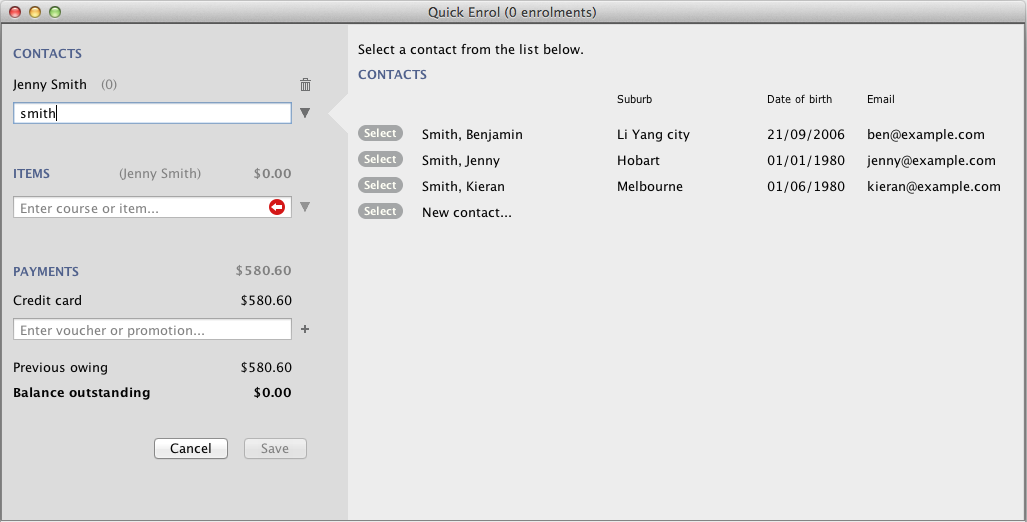 Quick Enrol (0 enrolments)
CONTACTS
Jenny Smith (0)
smith
ITEMS (Jenny Smith) $0.00
Enter course or item...
PAYMENTS $580.60
Credit card $580.60
Enter voucher or promotion...
Previous owing $580.60
Balance outstanding $0.00
Cancel Save
Select a contact from the list below.
CONTACTS
Suburb Date of birth Email
Select Smith, Benjamin Li Yang city 21/09/2006 ben@example.com
Select Smith, Jenny Hobart 01/01/1980 jenny@example.com
Select Smith, Kieran Melbourne 01/06/1980 kieran@example.com
Select New contact...